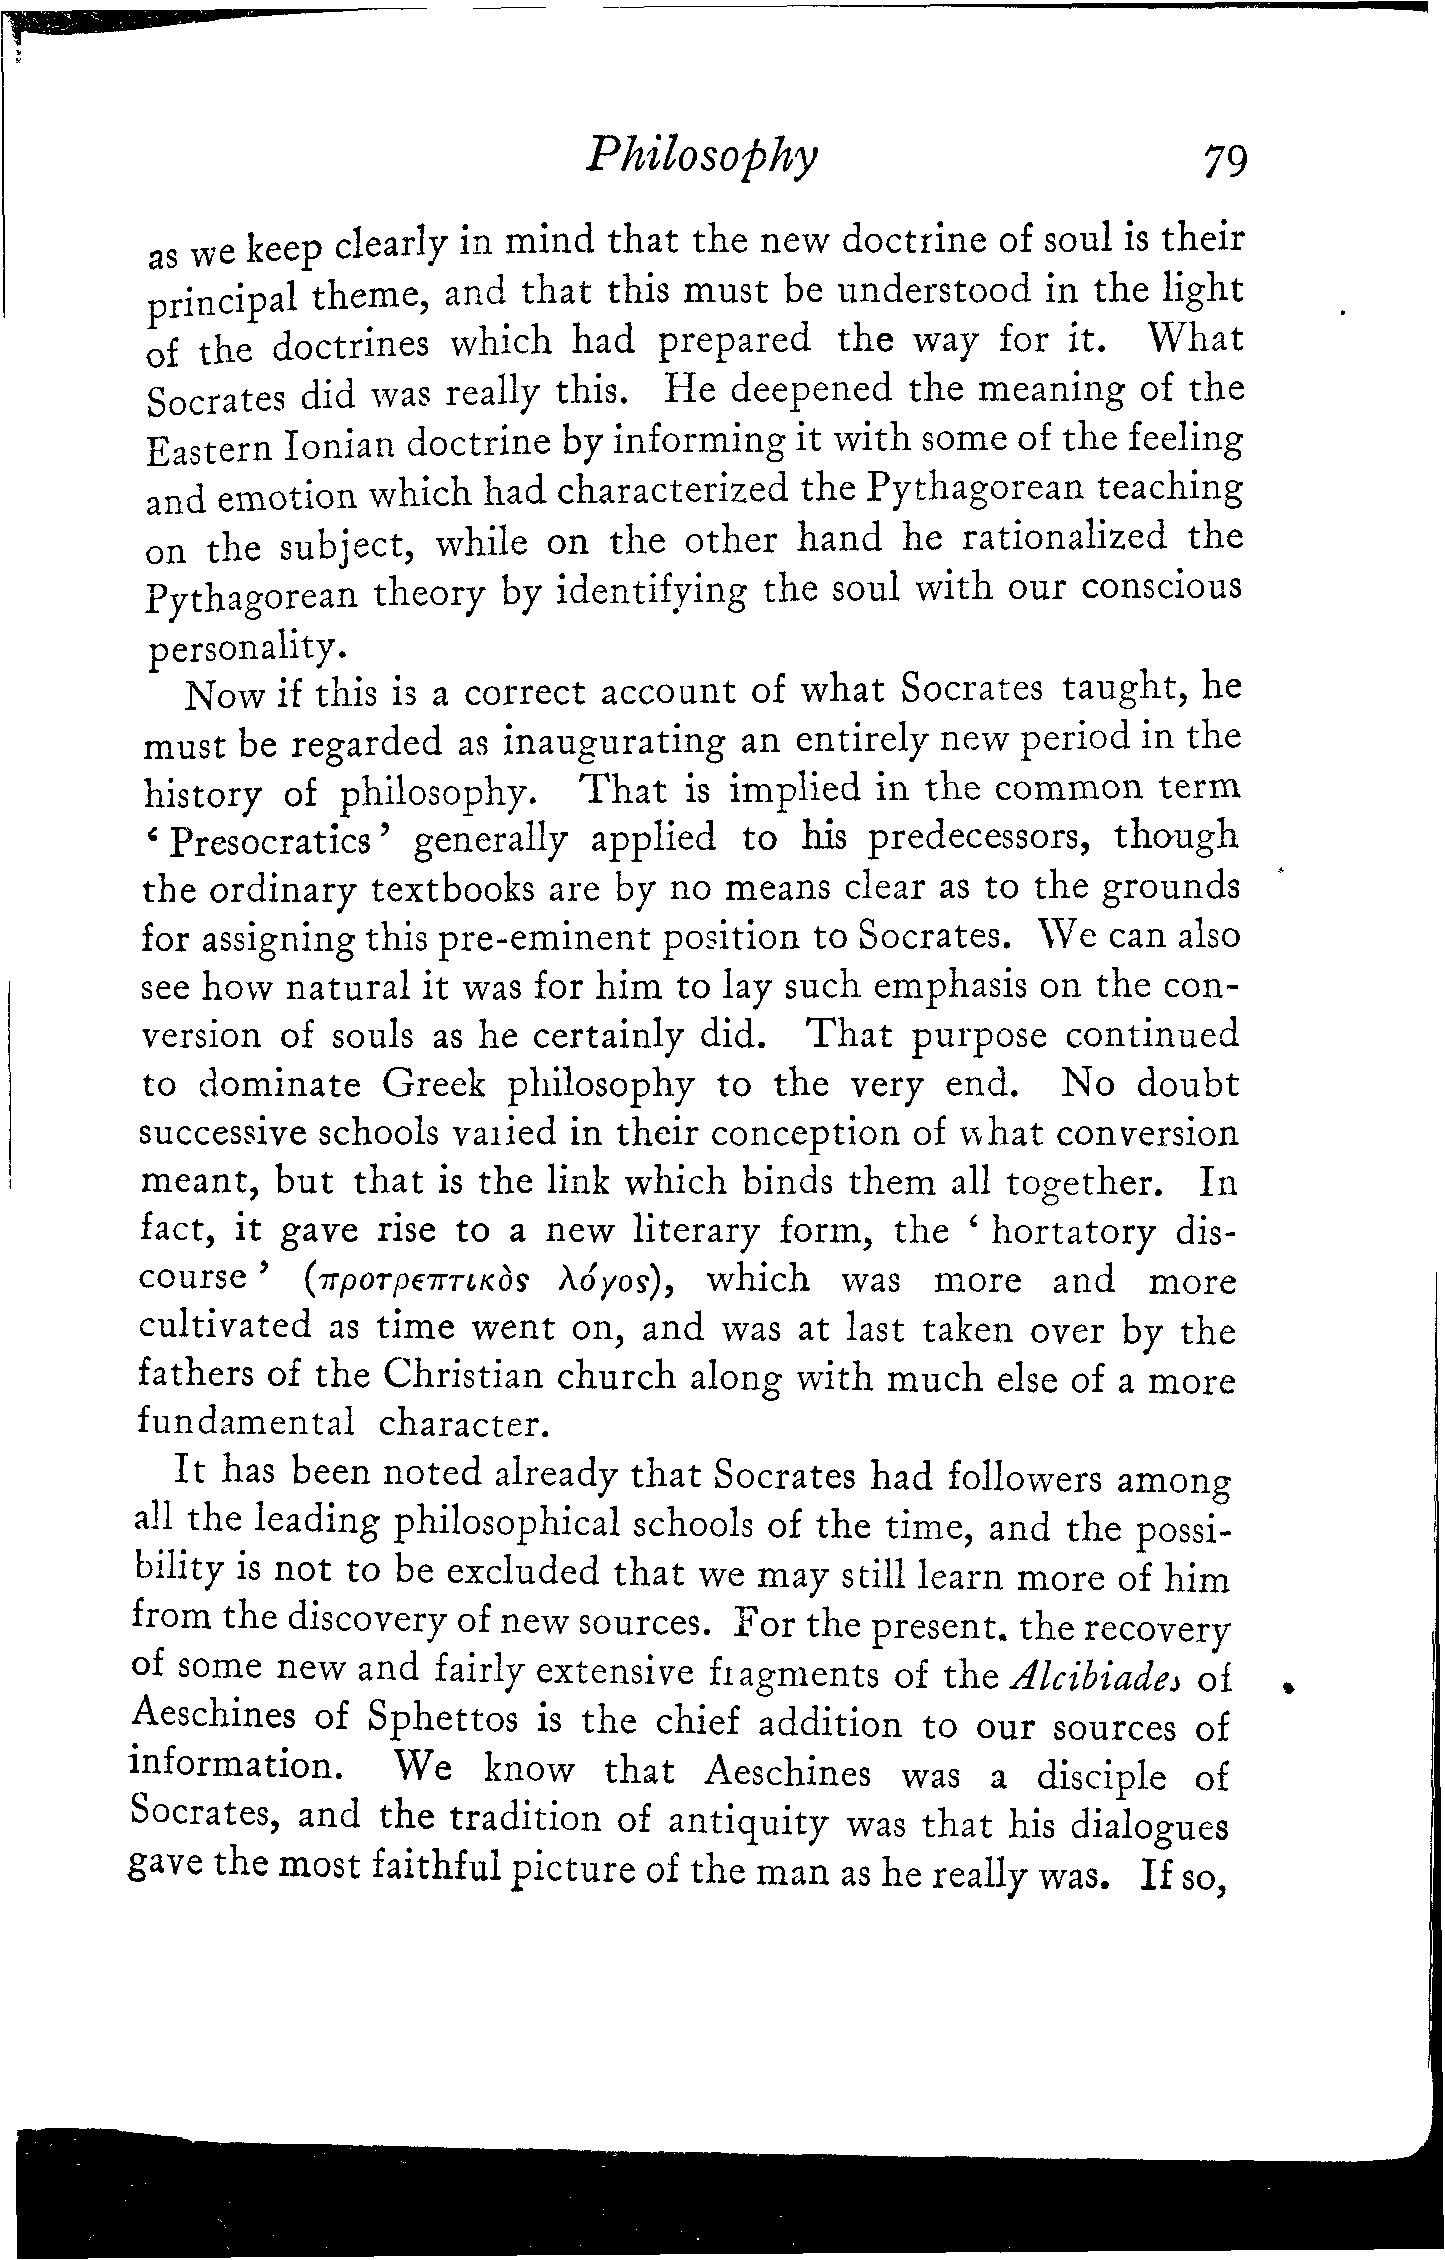 Philosophy 79
as we keep clearly in mind that the new doctrine of soul is their
principal theme, and that this must be understood in the light
of the doctrines which had prepared the way for it. What
Socrates did was really this. He deepened the meaning of the
Eastern Ionian doctrine by informing it with some of the feeling
and emotion which had characterized the Pythagorean teaching
on the subject, while on the other hand he rationalized the
Pythagorean theory by identifying the soul with our conscious
personality.
Now if this is a correct account of what Socrates taught, he
must be regarded as inaugurating an entirely new period in the
history of philosophy. That is implied in the common term
‘ Presocratics ’ generally applied to his predecessors, though
the ordinary textbooks are by no means clear as to the grounds
for assigning this pre-eminent position to Socrates. We can also
see how natural it was for him to lay such emphasis on the con-
version of souls as he certainly did. That purpose continued
to dominate Greek philosophy to the very end. No doubt
successive schools varied in their conception of what conversion
meant, but that is the link which binds them all together. In
fact, it gave rise to a new literary form, the ‘ hortatory dis-
course ’ (προτρεπτικὸς λόγος), which was more and more
cultivated as time went on, and was at last taken over by the
fathers of the Christian church along with much else of a more
fundamental character.
It has been noted already that Socrates had followers among
all the leading philosophical schools of the time, and the possi-
bility is not to be excluded that we may still learn more of him
from the discovery of new sources. For the present, the recovery
of some new and fairly extensive fragments of the Alcibiades of
Aeschines of Sphettos is the chief addition to our sources of
information. We know that Aeschines was a disciple of
Socrates, and the tradition of antiquity was that his dialogues
gave the most faithful picture of the man as he really was. If so,